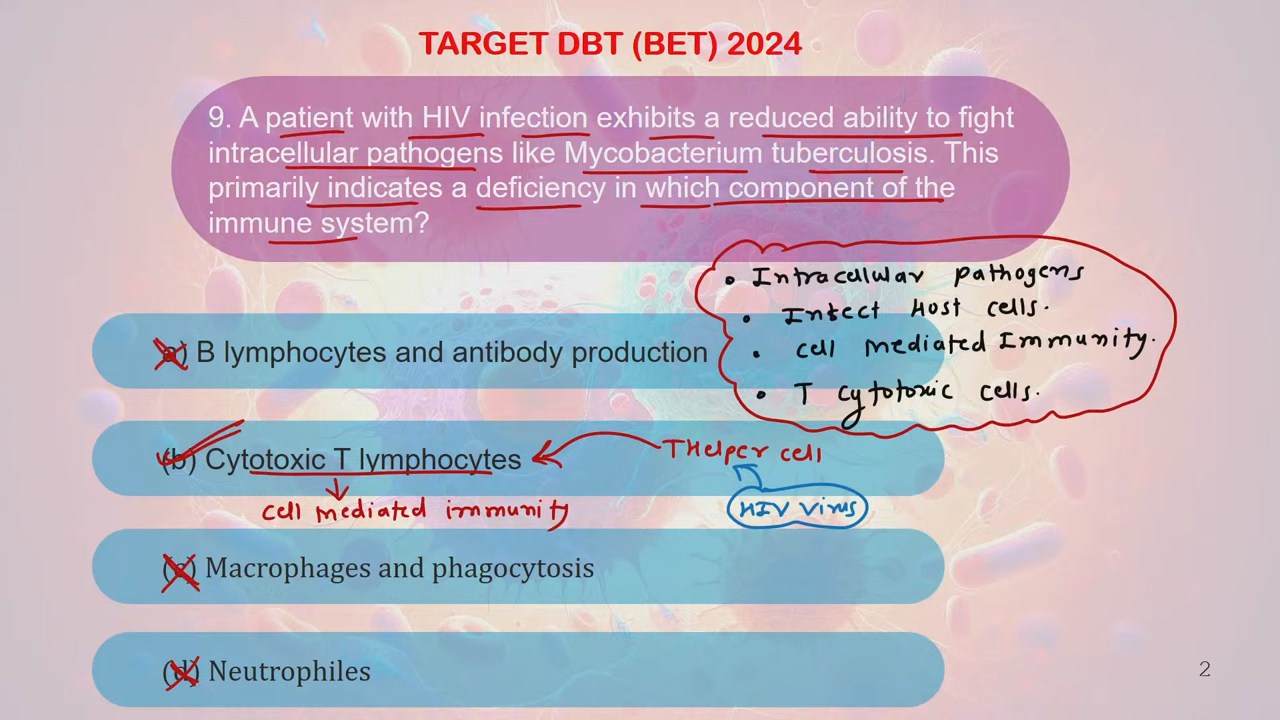 TARGET DBT (BET) 2024
9. A patient with HIV infection exhibits a reduced ability to fight
intracellular pathogens like Mycobacterium tuberculosis. This
primarily indicates a deficiency in which component of the
immune system?
• Intracellular pathogens
• Infect Host cells.
• cell mediated Immunity.
• T cytotoxic cells.
a) B lymphocytes and antibody production
(b) Cytotoxic T lymphocytes
THelper cell
cell mediated immunity
HIV virus
(c) Macrophages and phagocytosis
(d) Neutrophiles
2